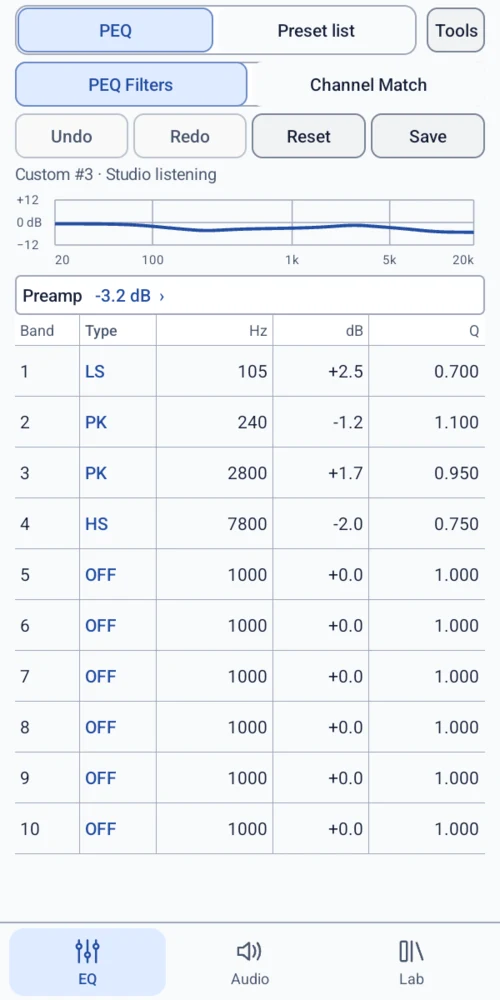 PEQ Preset list Tools
PEQ Filters Channel Match
Undo Redo Reset Save
Custom #3 · Studio listening
+12
0 dB
−12
20 100 1k 5k 20k
Preamp -3.2 dB ›
Band Type Hz dB Q
1 LS 105 +2.5 0.700
2 PK 240 -1.2 1.100
3 PK 2800 +1.7 0.950
4 HS 7800 -2.0 0.750
5 OFF 1000 +0.0 1.000
6 OFF 1000 +0.0 1.000
7 OFF 1000 +0.0 1.000
8 OFF 1000 +0.0 1.000
9 OFF 1000 +0.0 1.000
10 OFF 1000 +0.0 1.000
EQ Audio Lab